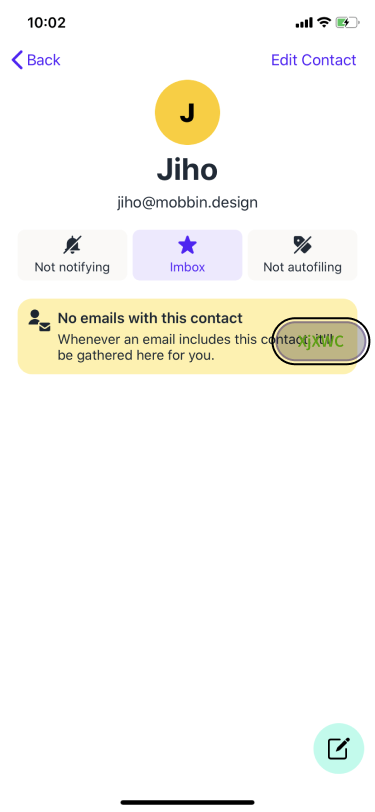 10:02
Back
Edit Contact
J
Jiho
jiho@mobbin.design
Not notifying
Imbox
Not autofiling
No emails with this contact
Whenever an email includes this contact, it'll
be gathered here for you.
XjXWC